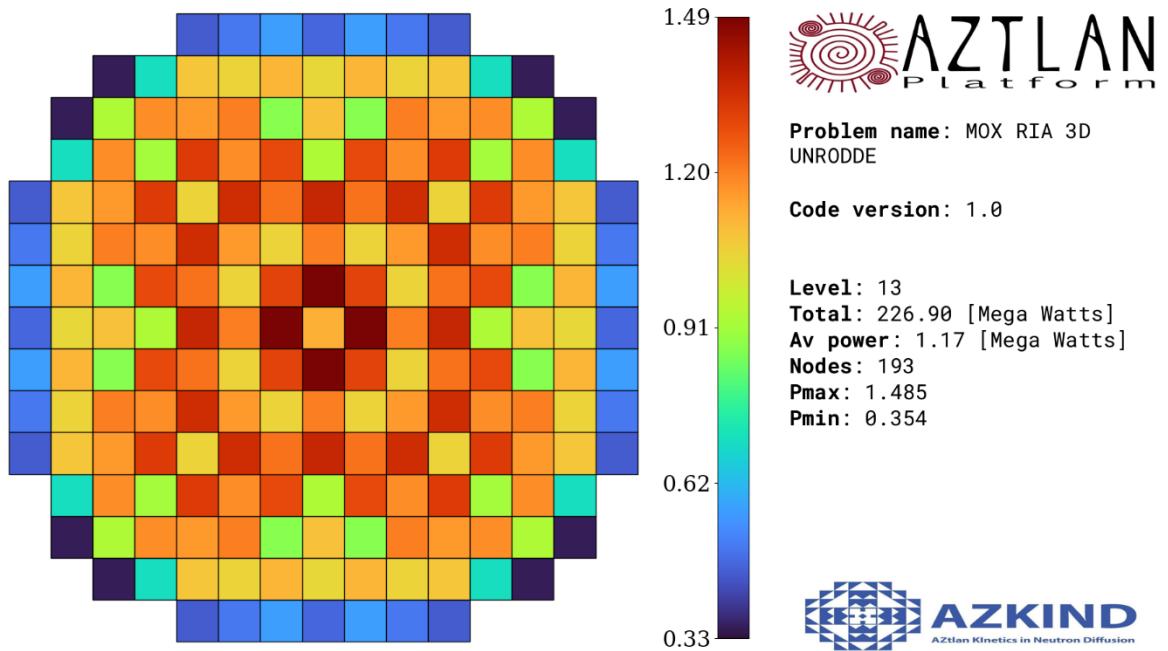 1.49
1.20
0.91
0.62
0.33
AZTLAN
Platform
Problem name: MOX RIA 3D
UNRODDE
Code version: 1.0
Level: 13
Total: 226.90 [Mega Watts]
Av power: 1.17 [Mega Watts]
Nodes: 193
Pmax: 1.485
Pmin: 0.354
AZKIND
AZtlan KInetics in Neutron Diffusion